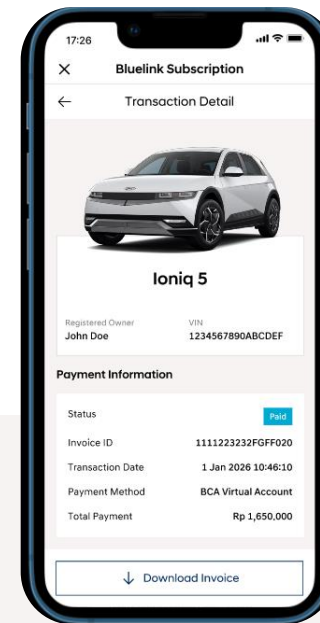 17:26
Bluelink Subscription
Transaction Detail
Ioniq 5
Registered Owner VIN
John Doe 1234567890ABCDEF
Payment Information
Status Paid
Invoice ID 1111223232FGFF020
Transaction Date 1 Jan 2026 10:46:10
Payment Method BCA Virtual Account
Total Payment Rp 1,650,000
Download Invoice